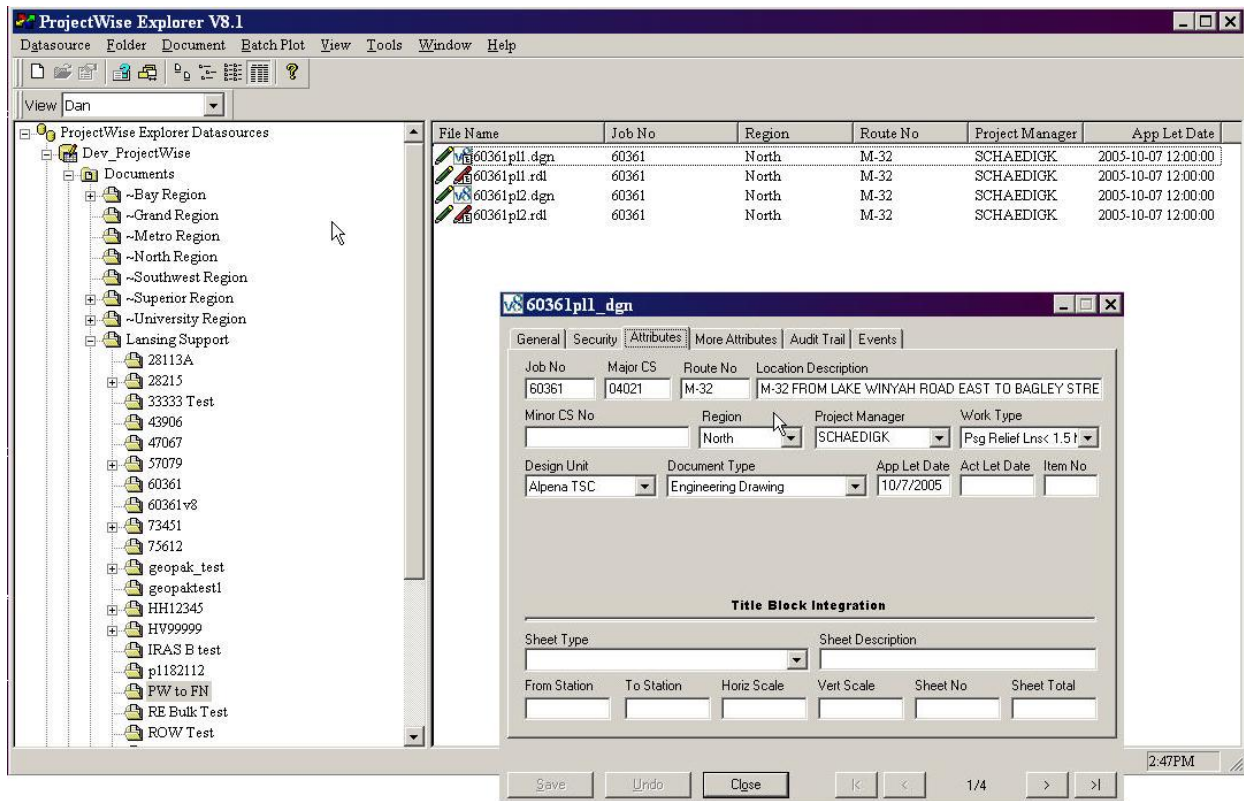 ProjectWise Explorer V8.1
Datasource Folder Document Batch Plot View Tools Window Help
View Dan
ProjectWise Explorer Datasources
Dev_ProjectWise
Documents
~Bay Region
~Grand Region
~Metro Region
~North Region
~Southwest Region
~Superior Region
~University Region
Lansing Support
28113A
28215
33333 Test
43906
47067
57079
60361
60361v8
73451
75612
geopak_test
geopaktest1
HH12345
HV99999
IRAS B test
p1182112
PW to FN
RE Bulk Test
ROW Test
File Name Job No Region Route No Project Manager App Let Date
60361pl1.dgn 60361 North M-32 SCHAEDIGK 2005-10-07 12:00:00
60361pl1.rdl 60361 North M-32 SCHAEDIGK 2005-10-07 12:00:00
60361pl2.dgn 60361 North M-32 SCHAEDIGK 2005-10-07 12:00:00
60361pl2.rdl 60361 North M-32 SCHAEDIGK 2005-10-07 12:00:00
60361pl1_dgn
General Security Attributes More Attributes Audit Trail Events
Job No Major CS Route No Location Description
60361 04021 M-32 M-32 FROM LAKE WINYAH ROAD EAST TO BAGLEY STRE
Minor CS No Region Project Manager Work Type
North SCHAEDIGK Psg Relief Lns< 1.5
Design Unit Document Type App Let Date Act Let Date Item No
Alpena TSC Engineering Drawing 10/7/2005
Title Block Integration
Sheet Type Sheet Description
From Station To Station Horiz Scale Vert Scale Sheet No Sheet Total
Save Undo Close |< < 1/4 > >|
2:47PM